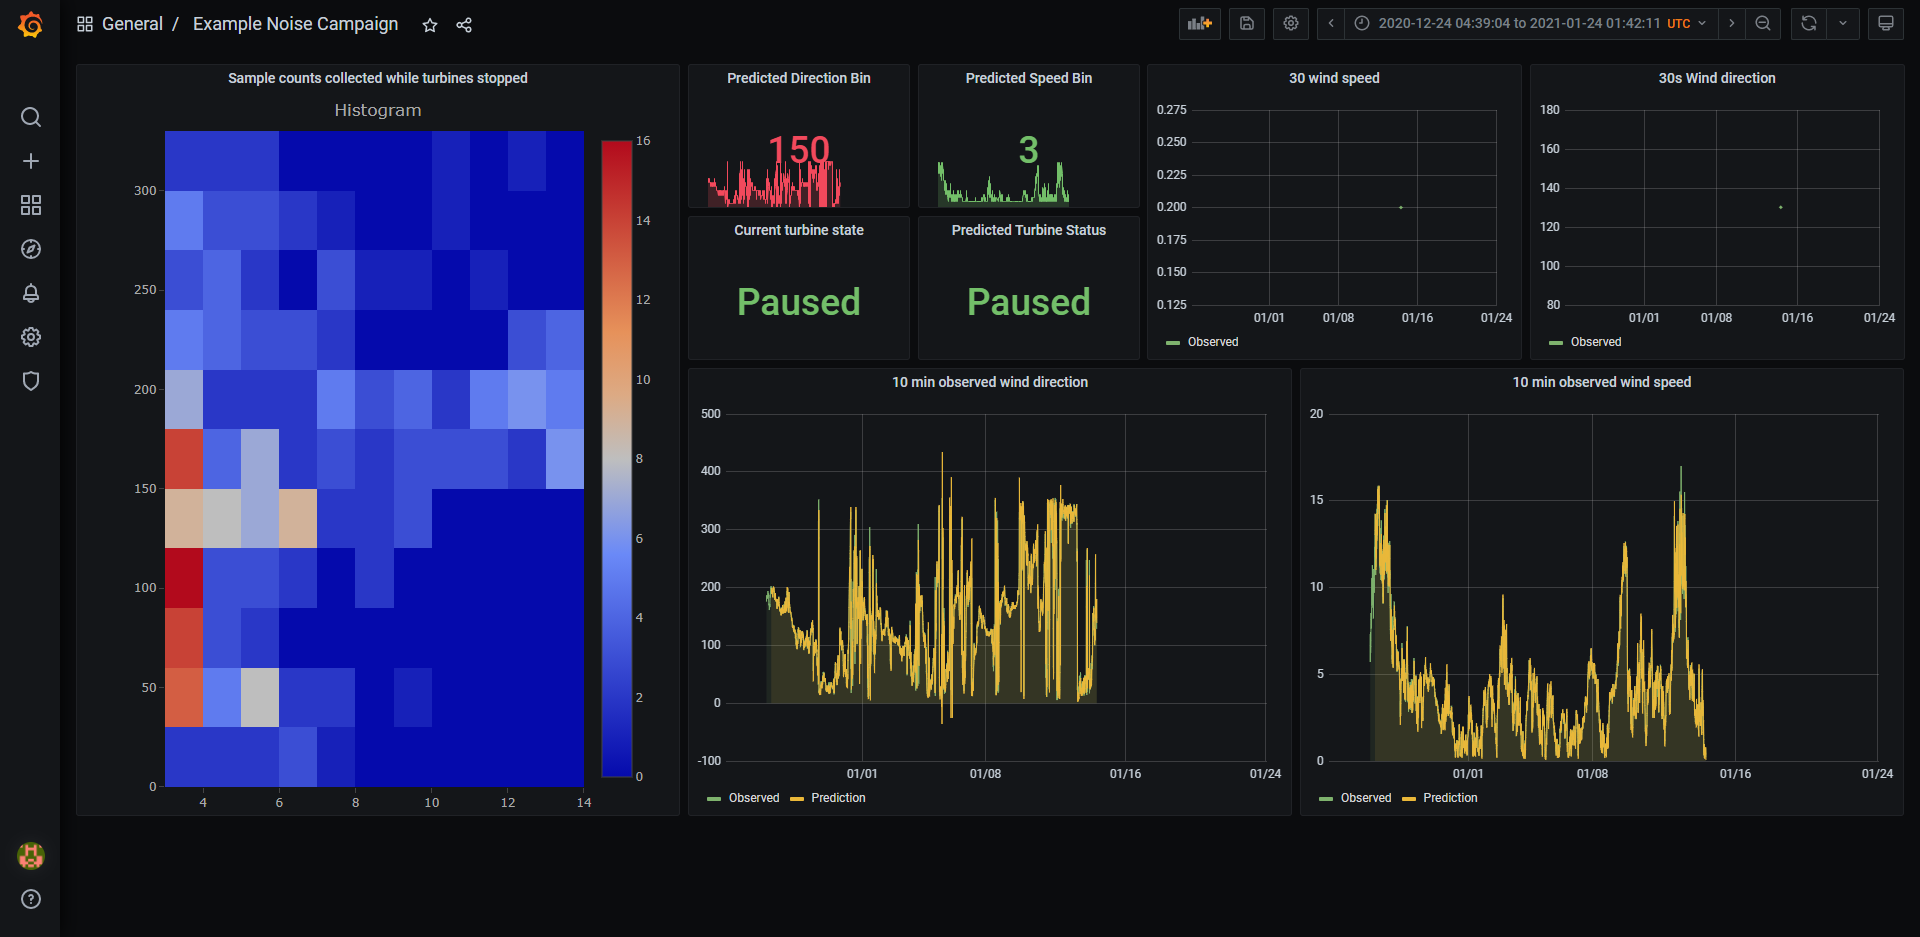 General / Example Noise Campaign
2020-12-24 04:39:04 to 2021-01-24 01:42:11 UTC
Sample counts collected while turbines stopped
Histogram
300
250
200
150
100
50
0
4 6 8 10 12 14
16
14
12
10
8
6
4
2
0
Predicted Direction Bin
150
Predicted Speed Bin
3
Current turbine state
Paused
Predicted Turbine Status
Paused
30 wind speed
0.275
0.250
0.225
0.200
0.175
0.150
0.125
01/01 01/08 01/16 01/24
Observed
30s Wind direction
180
160
140
120
100
80
01/01 01/08 01/16 01/24
Observed
10 min observed wind direction
500
400
300
200
100
0
-100
01/01 01/08 01/16 01/24
Observed Prediction
10 min observed wind speed
20
15
10
5
0
01/01 01/08 01/16 01/24
Observed Prediction